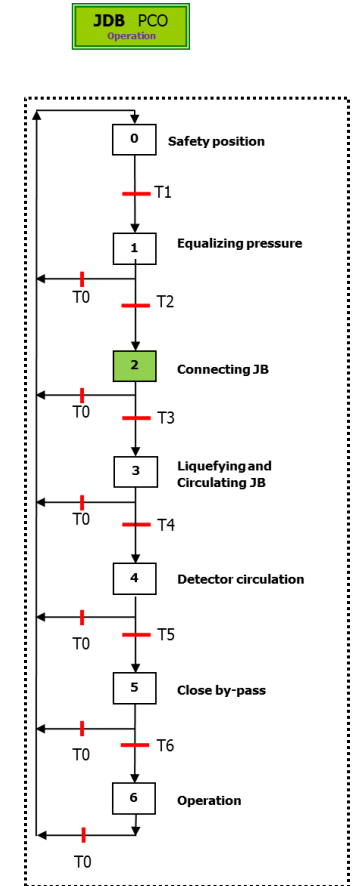 JDB PCO
Operation
0
Safety position
T1
1
Equalizing pressure
T0
T2
2
Connecting JB
T0
T3
3
Liquefying and
Circulating JB
T0
T4
4
Detector circulation
T0
T5
5
Close by-pass
T0
T6
6
Operation
T0